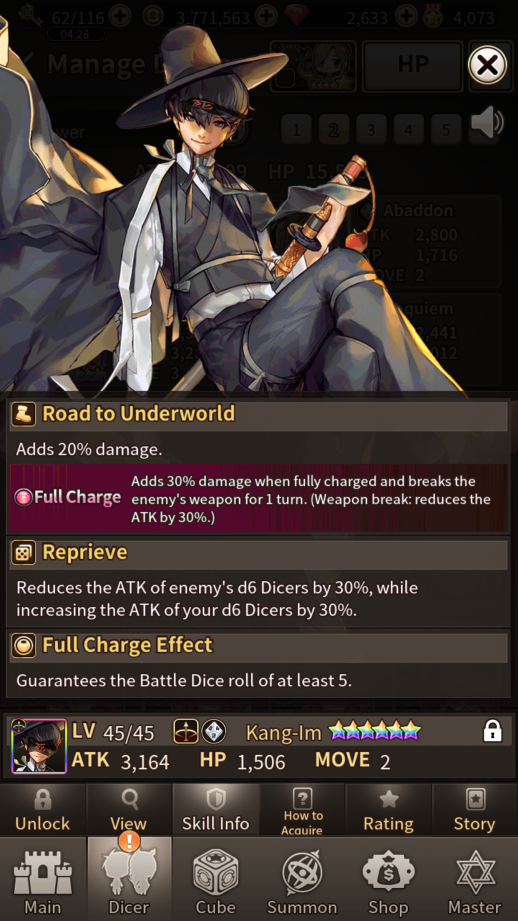 62/116
3,771,563
2,633
4,073
04:28
Manage D
HP
1 2 3 4 5
HP 15,5
Abaddon
2,800
1,716
MOVE 2
Road to Underworld
Adds 20% damage.
Full Charge
Adds 30% damage when fully charged and breaks the
enemy's weapon for 1 turn. (Weapon break: reduces the
ATK by 30%.)
Reprieve
Reduces the ATK of enemy's d6 Dicers by 30%, while
increasing the ATK of your d6 Dicers by 30%.
Full Charge Effect
Guarantees the Battle Dice roll of at least 5.
LV 45/45 Kang-Im
ATK 3,164 HP 1,506 MOVE 2
Unlock View Skill Info How to
Acquire Rating Story
Main Dicer Cube Summon Shop Master